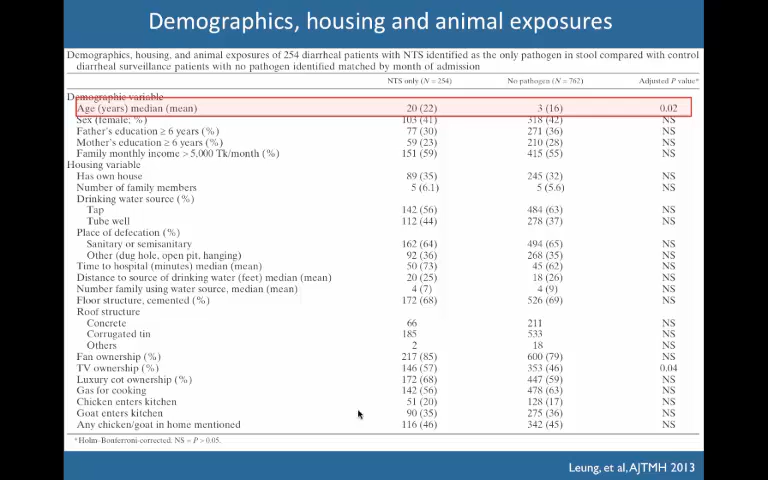 Demographics, housing and animal exposures
Demographics, housing, and animal exposures of 254 diarrheal patients with NTS identified as the only pathogen in stool compared with control
diarrheal surveillance patients with no pathogen identified matched by month of admission
NTS only (N = 254) No pathogen (N = 762) Adjusted P value*
Demographic variable
Age (years) median (mean) 20 (22) 3 (16) 0.02
Sex (female; %) 103 (41) 318 (42) NS
Father's education ≥ 6 years (%) 77 (30) 271 (36) NS
Mother's education ≥ 6 years (%) 59 (23) 210 (28) NS
Family monthly income > 5,000 Tk/month (%) 151 (59) 415 (55) NS
Housing variable
Has own house 89 (35) 245 (32) NS
Number of family members 5 (6.1) 5 (5.6) NS
Drinking water source (%)
Tap 142 (56) 484 (63) NS
Tube well 112 (44) 278 (37) NS
Place of defecation (%)
Sanitary or semisanitary 162 (64) 494 (65) NS
Other (dug hole, open pit, hanging) 92 (36) 268 (35) NS
Time to hospital (minutes) median (mean) 50 (73) 45 (62) NS
Distance to source of drinking water (feet) median (mean) 20 (25) 18 (26) NS
Number family using water source, median (mean) 4 (7) 4 (9) NS
Floor structure, cemented (%) 172 (68) 526 (69) NS
Roof structure
Concrete 66 211 NS
Corrugated tin 185 533 NS
Others 2 18 NS
Fan ownership (%) 217 (85) 600 (79) NS
TV ownership (%) 146 (57) 353 (46) 0.04
Luxury cot ownership (%) 172 (68) 447 (59) NS
Gas for cooking 142 (56) 478 (63) NS
Chicken enters kitchen 51 (20) 128 (17) NS
Goat enters kitchen 90 (35) 275 (36) NS
Any chicken/goat in home mentioned 116 (46) 342 (45) NS
*Holm–Bonferroni-corrected. NS = P > 0.05.
Leung, et al, AJTMH 2013